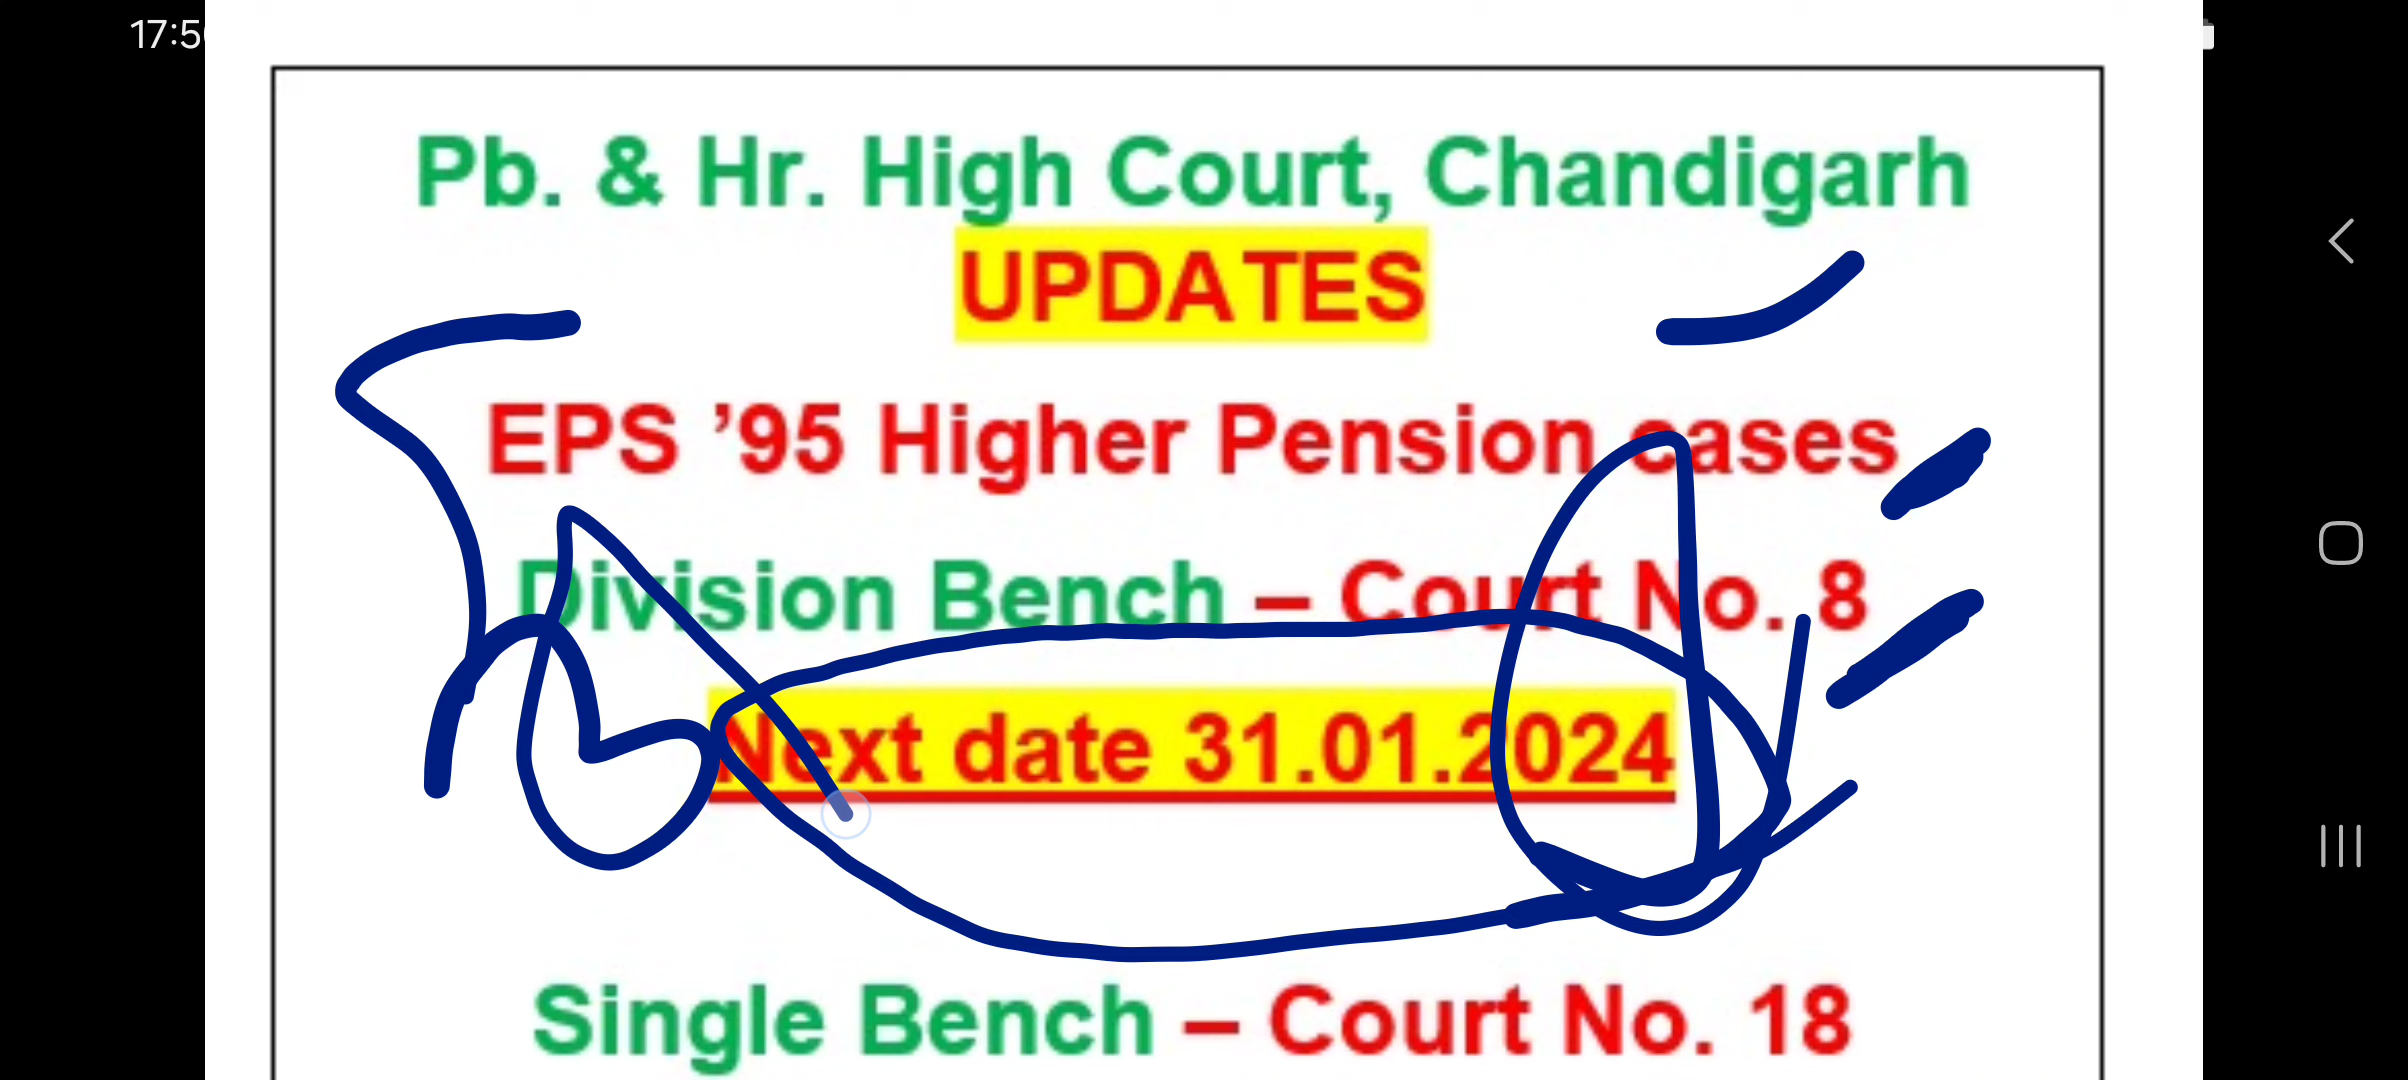 17:5
Pb. & Hr. High Court, Chandigarh
UPDATES
EPS ’95 Higher Pension cases
Division Bench – Court No. 8
Next date 31.01.2024
Single Bench – Court No. 18